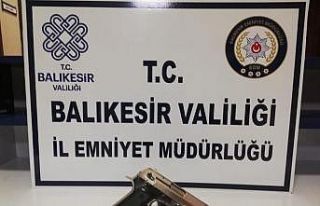 T.C.
BALIKESİR
VALİLİĞİ
T.C.
BALIKESİR VALİLİĞİ
İL EMNİYET MÜDÜRLÜĞÜ